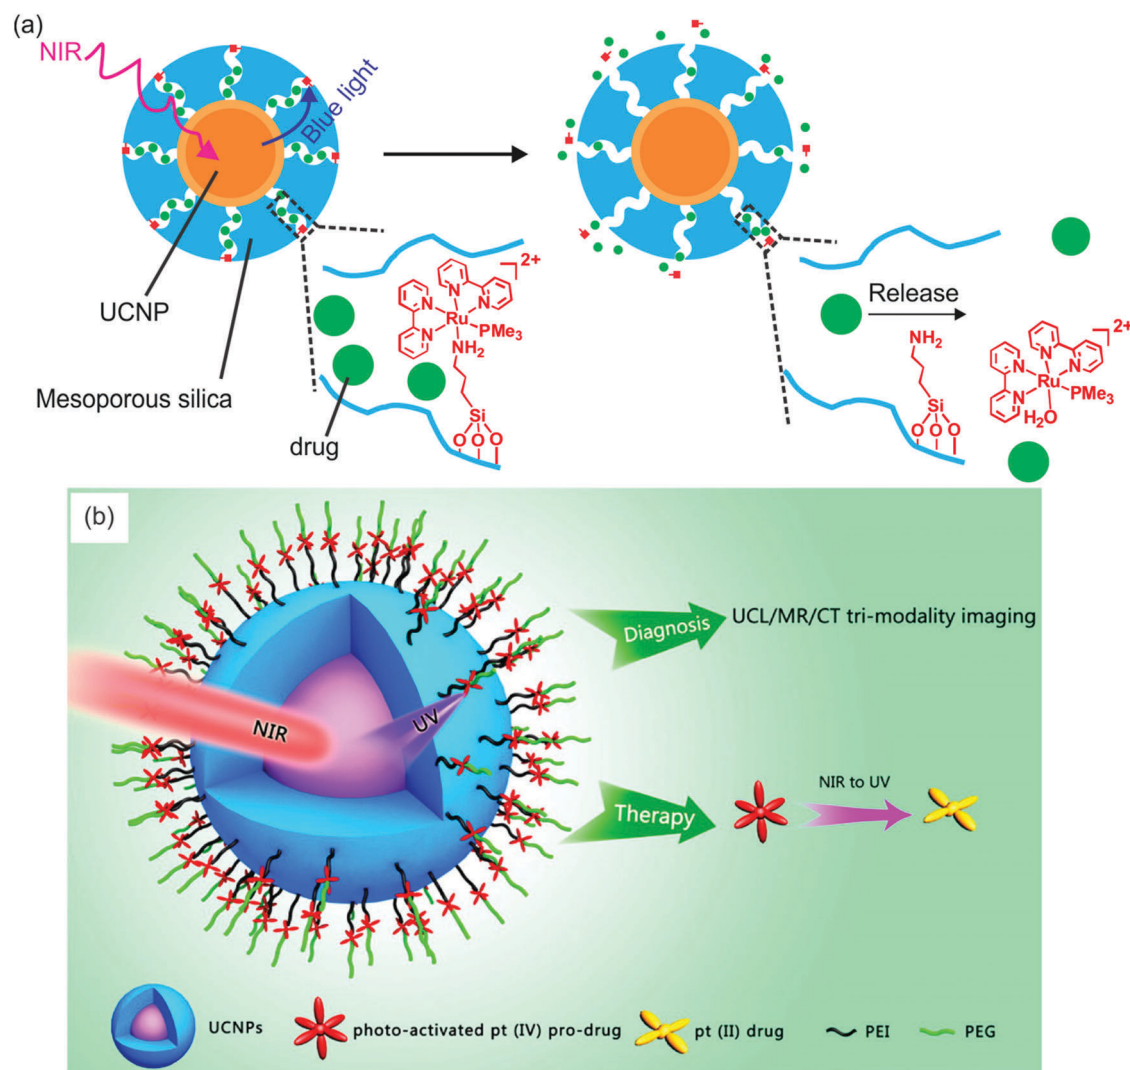 (a)
NIR
Blue light
UCNP
Mesoporous silica
drug
2+
N
N
N
N
Ru
PMe3
NH2
Si
O O O
Release
NH2
Si
O O O
2+
N
N
N
N
Ru
PMe3
H2O
(b)
NIR
UV
Diagnosis
UCL/MR/CT tri-modality imaging
Therapy
NIR to UV
UCNPs
photo-activated pt (IV) pro-drug
pt (II) drug
PEI
PEG